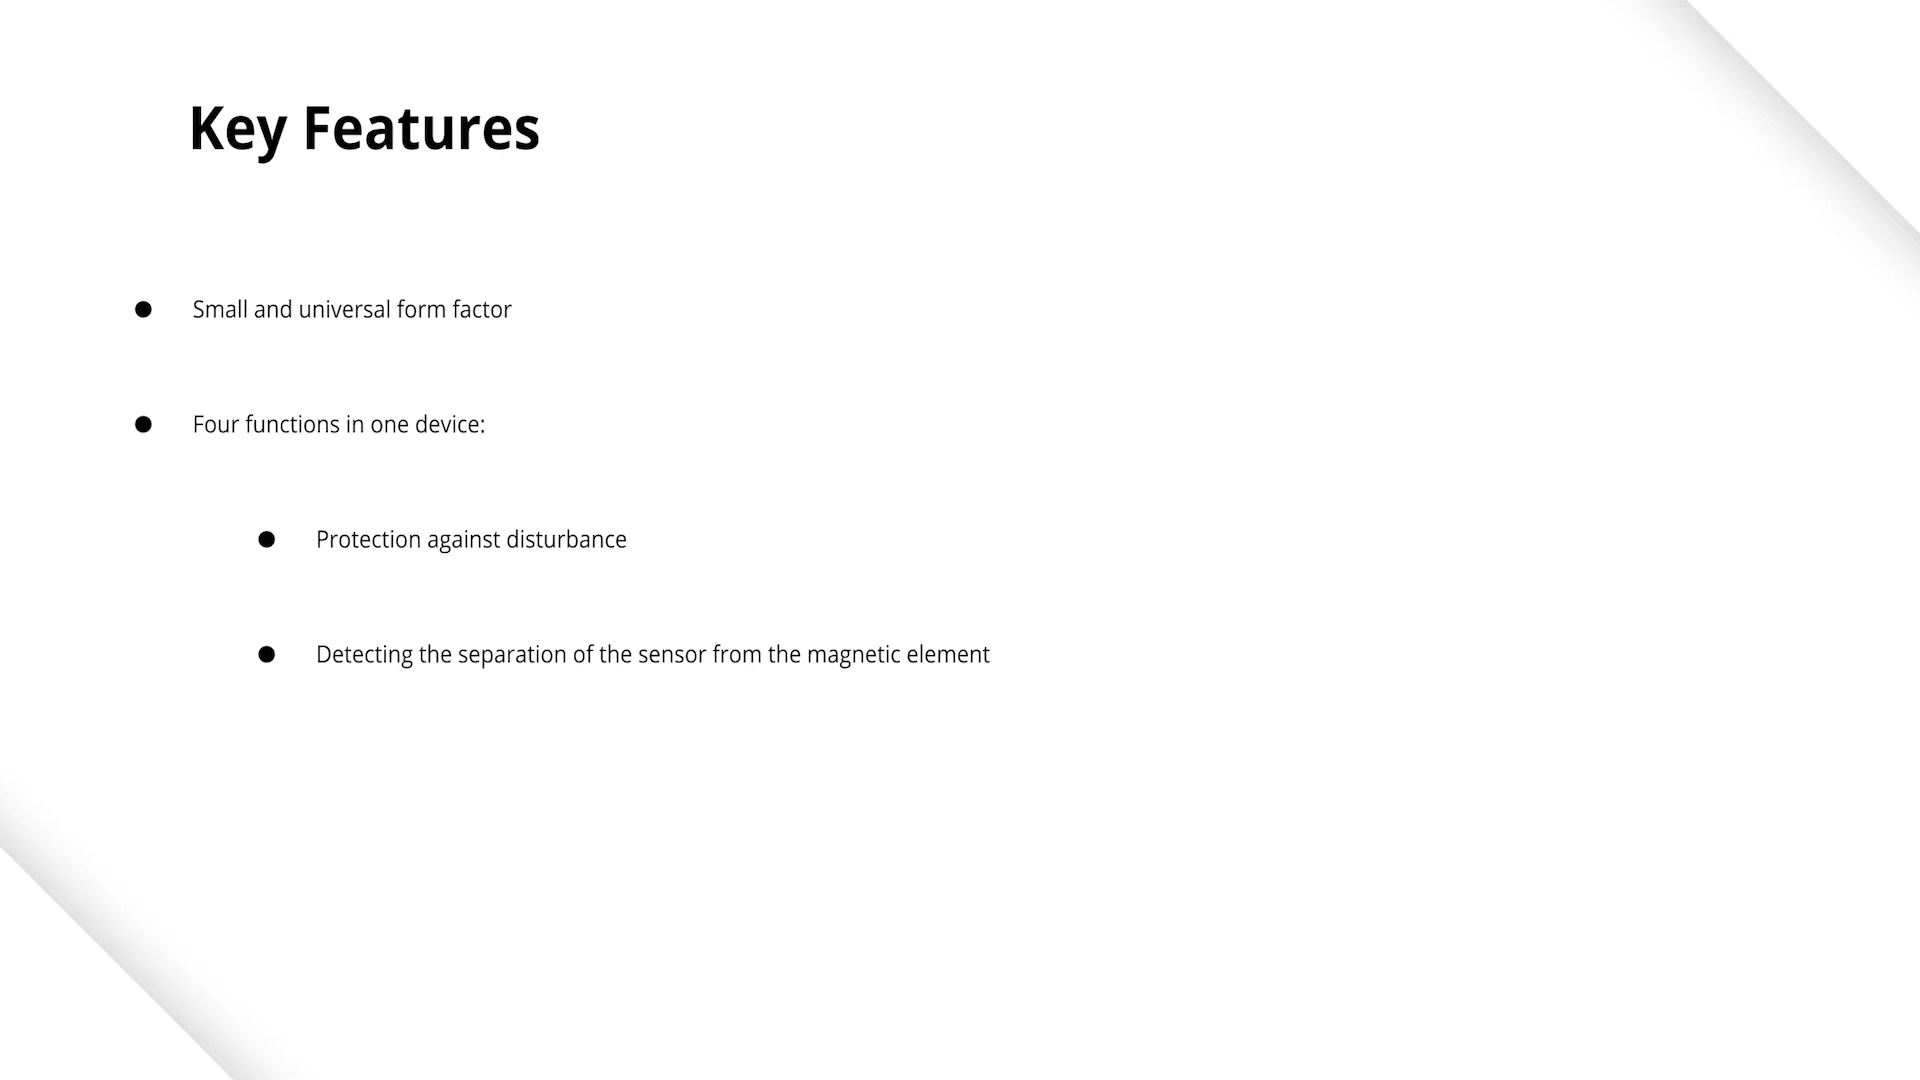 Key Features
● Small and universal form factor
● Four functions in one device:
● Protection against disturbance
● Detecting the separation of the sensor from the magnetic element